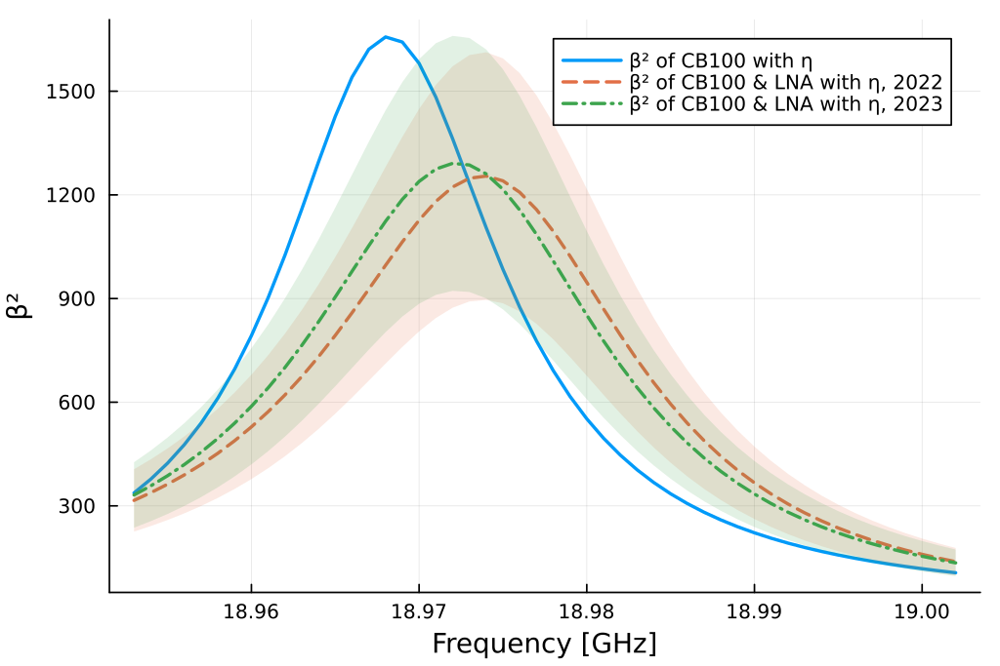 β² of CB100 with η
β² of CB100 & LNA with η, 2022
β² of CB100 & LNA with η, 2023
β²
1500
1200
900
600
300
18.96 18.97 18.98 18.99 19.00
Frequency [GHz]